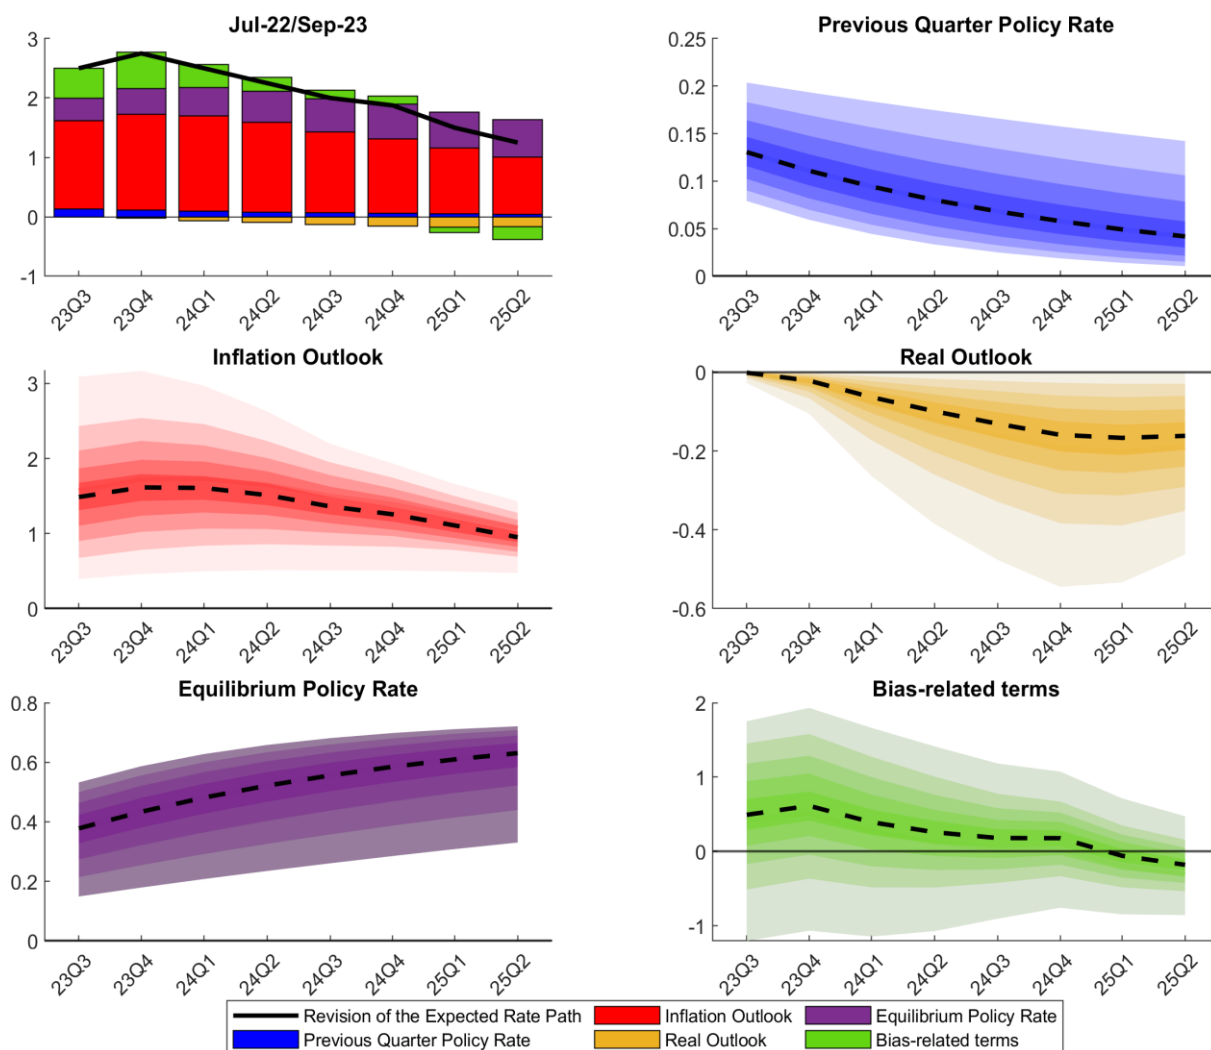 Jul-22/Sep-23
3
2
1
0
-1
23Q3 23Q4 24Q1 24Q2 24Q3 24Q4 25Q1 25Q2
Previous Quarter Policy Rate
0.25
0.2
0.15
0.1
0.05
0
23Q3 23Q4 24Q1 24Q2 24Q3 24Q4 25Q1 25Q2
Inflation Outlook
3
2
1
0
23Q3 23Q4 24Q1 24Q2 24Q3 24Q4 25Q1 25Q2
Real Outlook
0
-0.2
-0.4
-0.6
23Q3 23Q4 24Q1 24Q2 24Q3 24Q4 25Q1 25Q2
Equilibrium Policy Rate
0.8
0.6
0.4
0.2
0
23Q3 23Q4 24Q1 24Q2 24Q3 24Q4 25Q1 25Q2
Bias-related terms
2
1
0
-1
23Q3 23Q4 24Q1 24Q2 24Q3 24Q4 25Q1 25Q2
Revision of the Expected Rate Path Inflation Outlook Equilibrium Policy Rate
Previous Quarter Policy Rate Real Outlook Bias-related terms